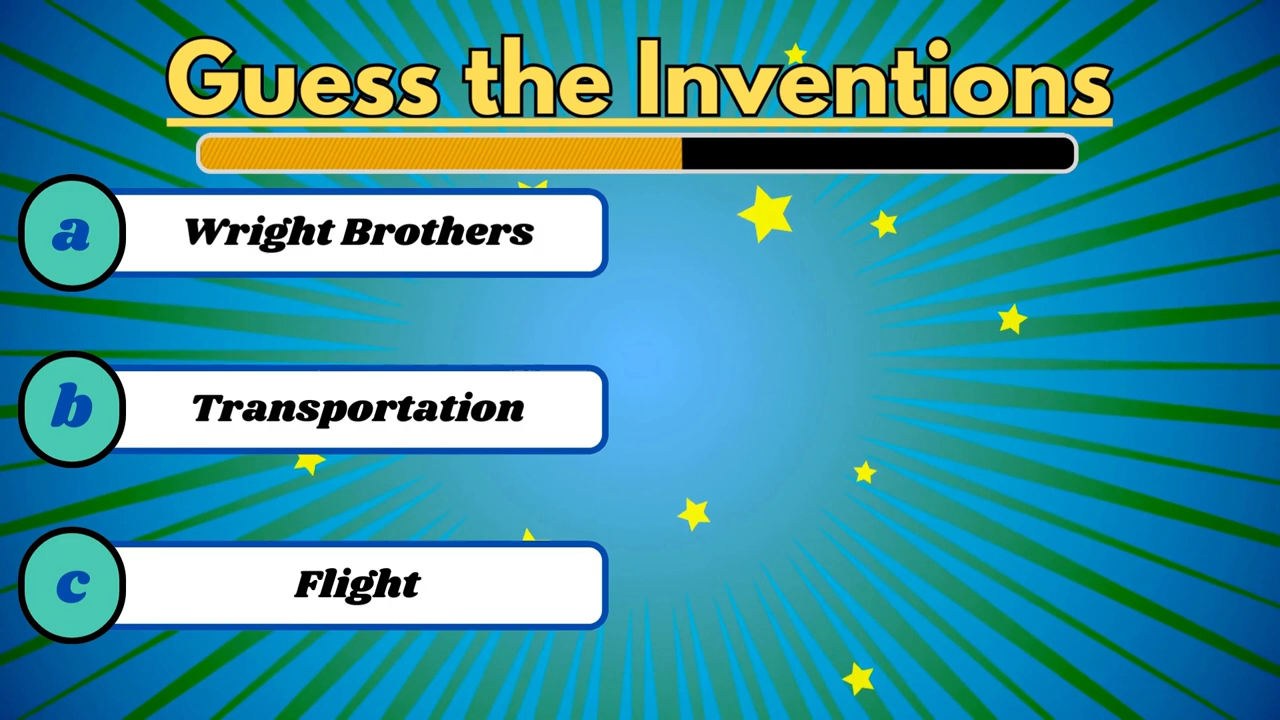 Guess the Inventions
a Wright Brothers
b Transportation
c Flight